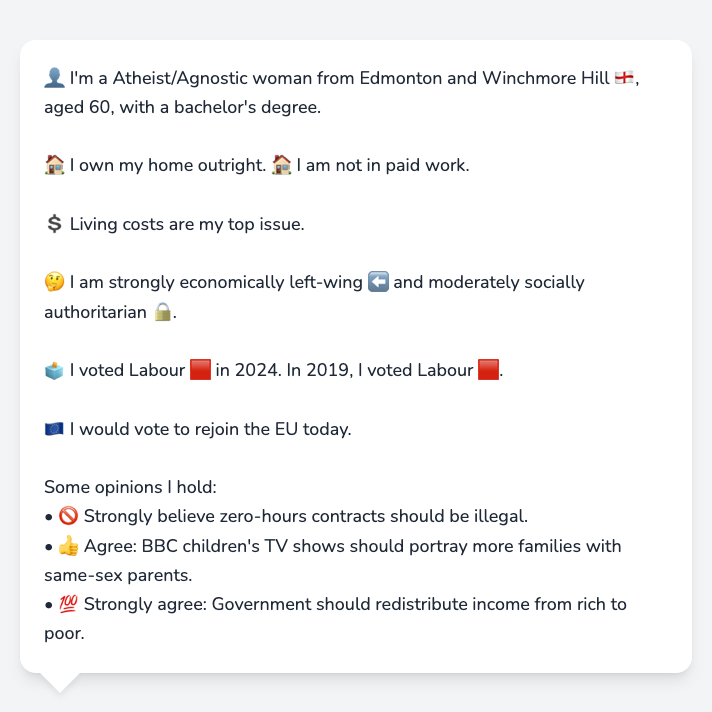 👤 I'm a Atheist/Agnostic woman from Edmonton and Winchmore Hill 🏴󠁧󠁢󠁥󠁮󠁧󠁿,
aged 60, with a bachelor's degree.
🏠 I own my home outright. 🏠 I am not in paid work.
💲 Living costs are my top issue.
🤔 I am strongly economically left-wing ⬅️ and moderately socially
authoritarian 🔒.
🗳️ I voted Labour 🟥 in 2024. In 2019, I voted Labour 🟥.
🇪🇺 I would vote to rejoin the EU today.
Some opinions I hold:
• 🚫 Strongly believe zero-hours contracts should be illegal.
• 👍 Agree: BBC children's TV shows should portray more families with
same-sex parents.
• 💯 Strongly agree: Government should redistribute income from rich to
poor.